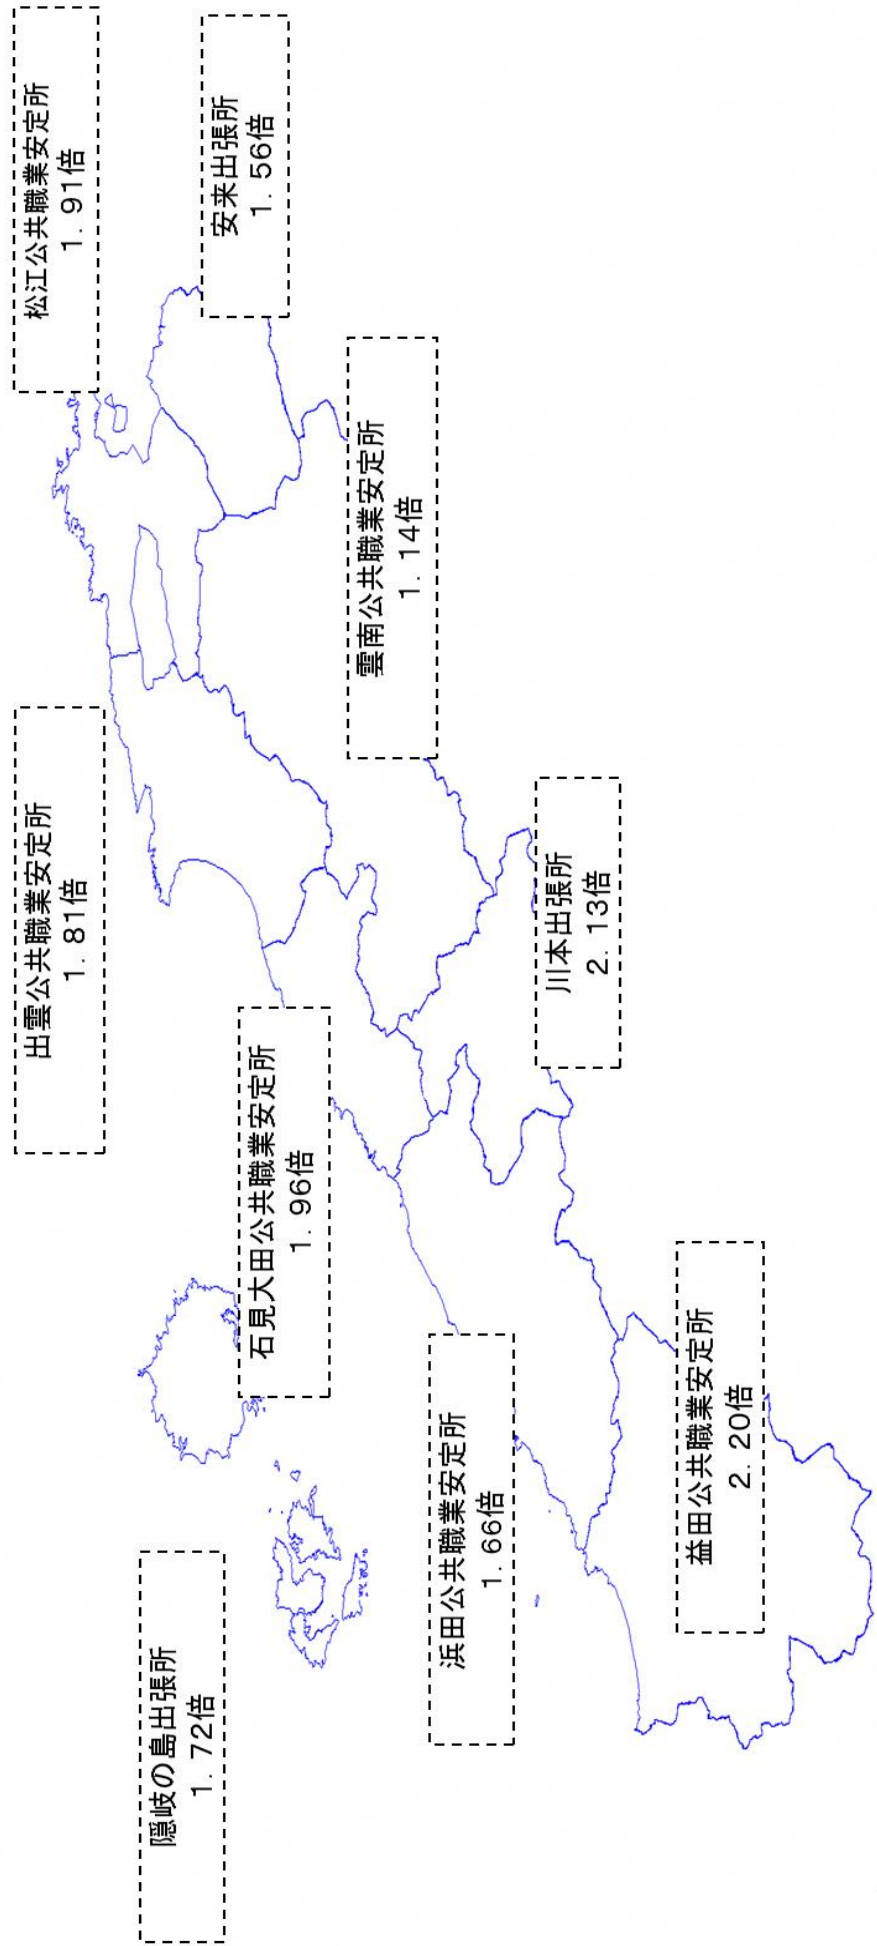 隠岐の島出張所
1. 72倍
出雲公共職業安定所
1. 81倍
松江公共職業安定所
1. 91倍
安来出張所
1. 56倍
石見大田公共職業安定所
1. 96倍
雲南公共職業安定所
1. 14倍
浜田公共職業安定所
1. 66倍
川本出張所
2. 13倍
益田公共職業安定所
2. 20倍